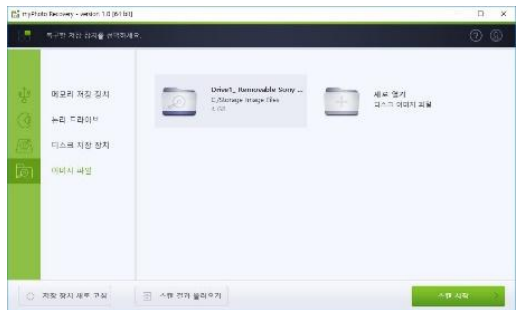 myPhoto Recovery - version 1.0 [64 bit]
복구할 저장 장치를 선택하세요.
메모리 저장 장치
논리 드라이브
디스크 저장 장치
이미지 파일
Drive1_ Removable Sony ...
C:/Storage Image Files
새로 열기
디스크 이미지 파일
저장 장치 새로 고침
스캔 결과 불러오기
스캔 시작